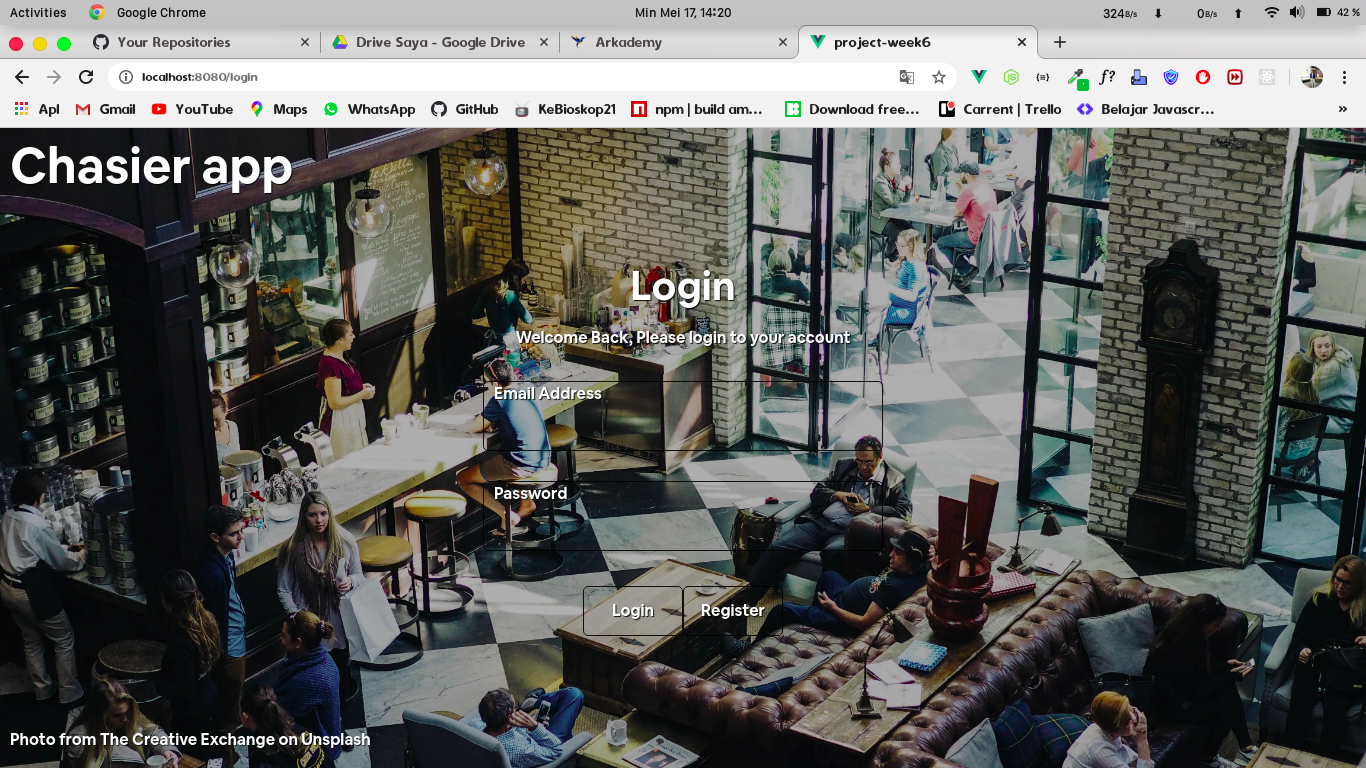 Activities Google Chrome Min Mei 17, 14:20 324B/s 0B/s 42 %
Your Repositories Drive Saya - Google Drive Arkademy project-week6
localhost:8080/login
Apl Gmail YouTube Maps WhatsApp GitHub KeBioskop21 npm | build am... Download free... Carrent | Trello Belajar Javascr... »
Chasier app
Login
Welcome Back, Please login to your account
Email Address
Password
Login Register
Photo from The Creative Exchange on Unsplash